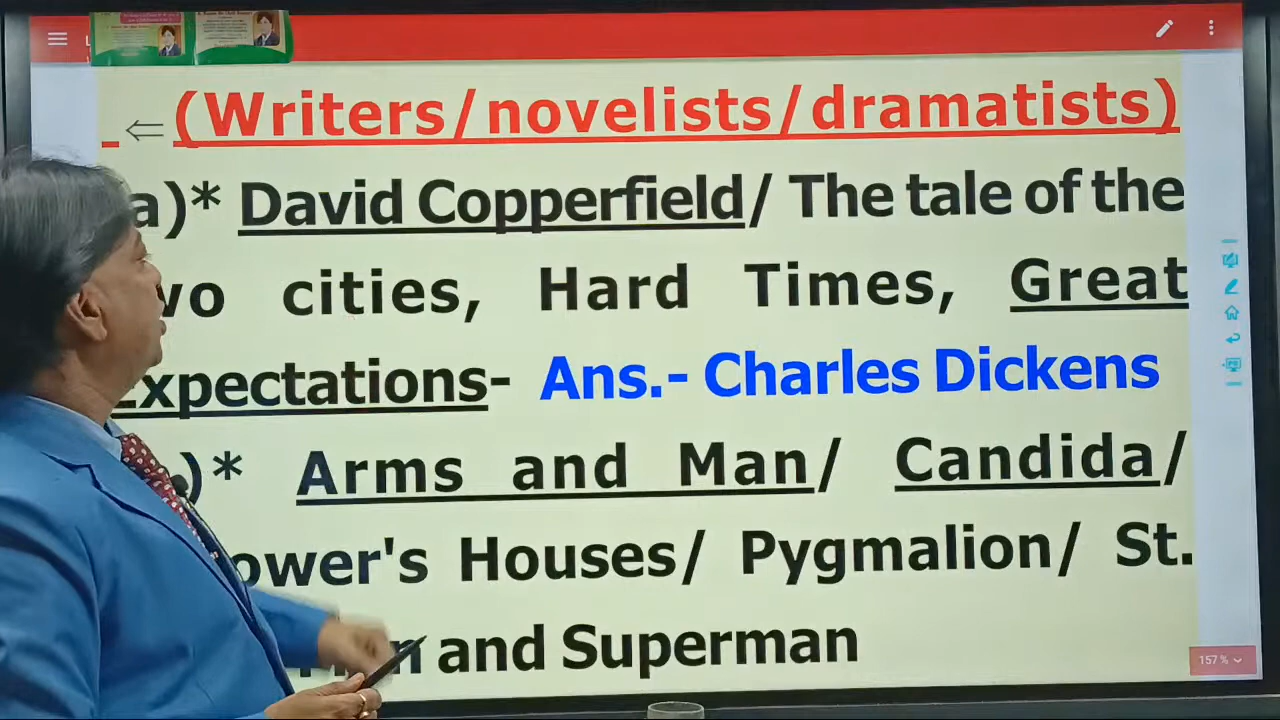 ⇐ (Writers/novelists/dramatists)
a)* David Copperfield/ The tale of the
wo cities, Hard Times, Great
Expectations- Ans.- Charles Dickens
)* Arms and Man/ Candida/
ower's Houses/ Pygmalion/ St.
and Superman
157%